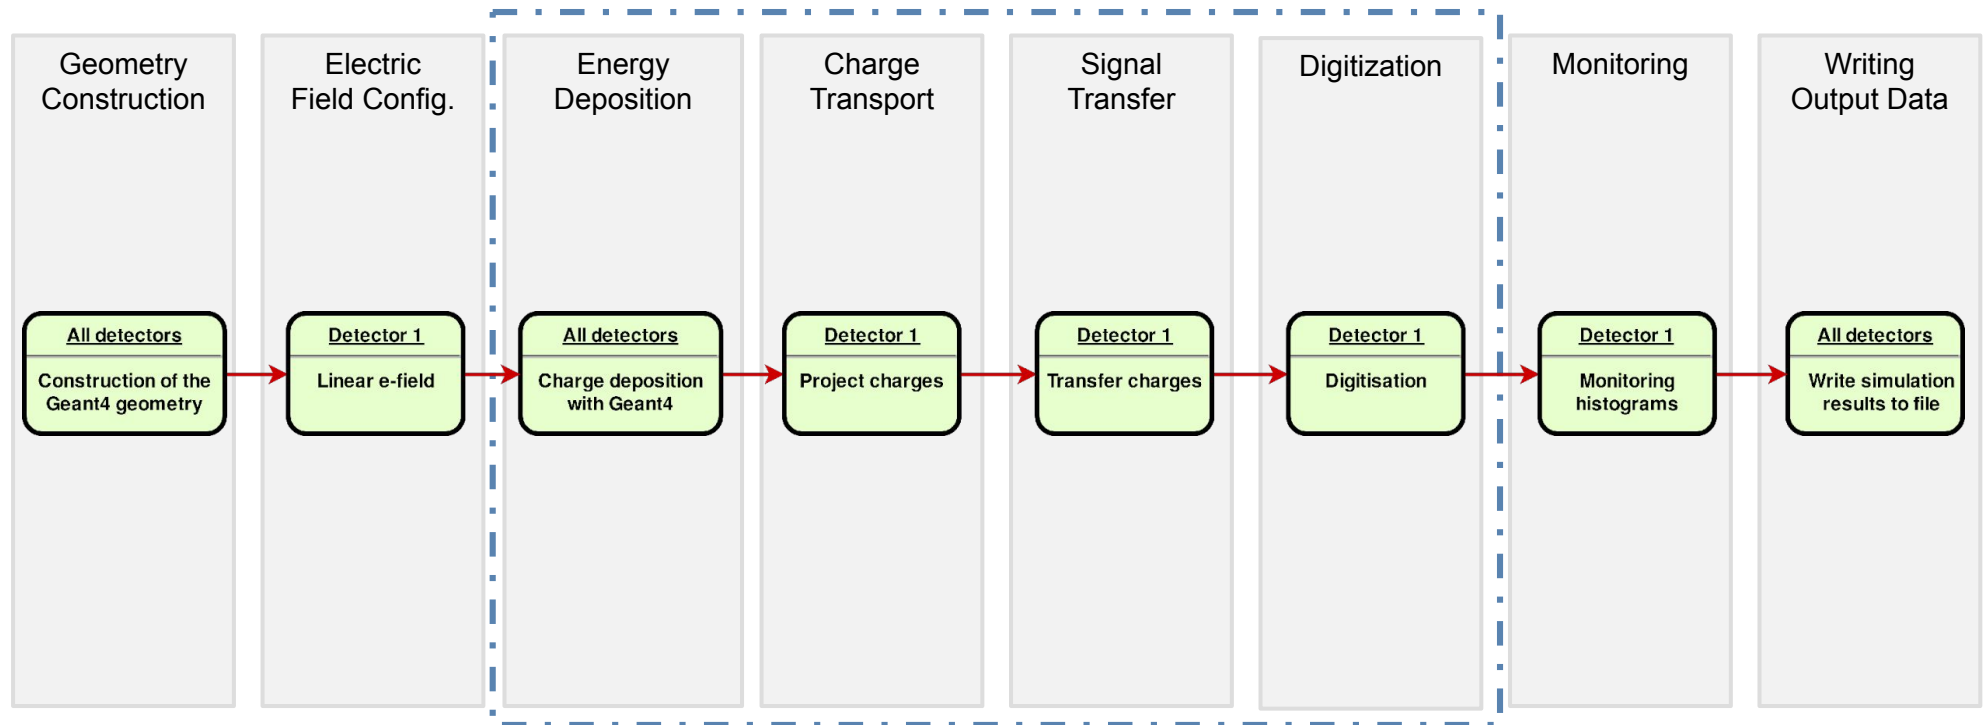 Geometry
Construction
Electric
Field Config.
Energy
Deposition
Charge
Transport
Signal
Transfer
Digitization
Monitoring
Writing
Output Data
All detectors
Construction of the
Geant4 geometry
Detector 1
Linear e-field
All detectors
Charge deposition
with Geant4
Detector 1
Project charges
Detector 1
Transfer charges
Detector 1
Digitisation
Detector 1
Monitoring
histograms
All detectors
Write simulation
results to file